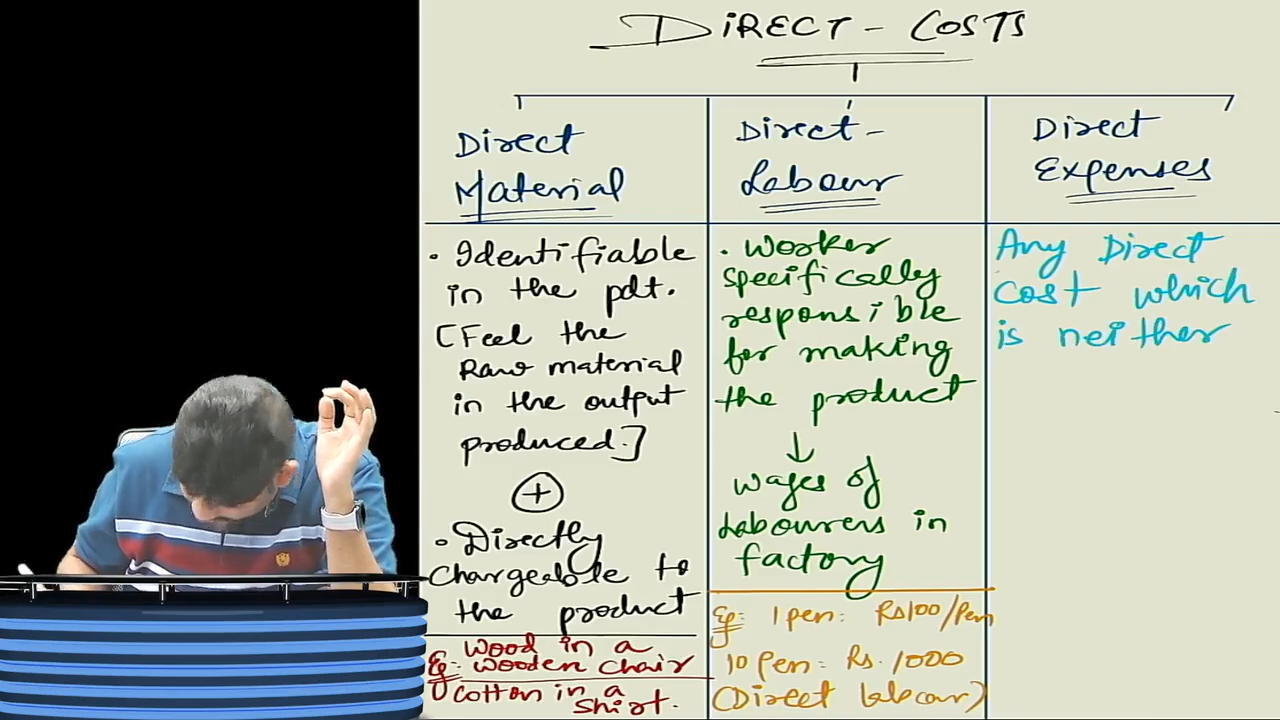 DIRECT - COSTS
Direct
Material
• Identifiable
in the pdt.
[Feel the
Raw material
in the output
produced.]
+
• Directly
chargeable to
the product
Eg: Wood in a
wooden chair
Cotton in a
Shirt.
Direct -
Labour
• Worker
specifically
responsible
for making
the product
↓
wages of
Labourers in
factory
Eg: 1 pen: Rs100/Pen
10 Pen: Rs. 1000
(Direct labour)
Direct
Expenses
Any Direct
cost which
is neither